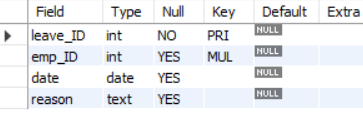 Field Type Null Key Default Extra
leave_ID int NO PRI NULL
emp_ID int YES MUL NULL
date date YES NULL
reason text YES NULL